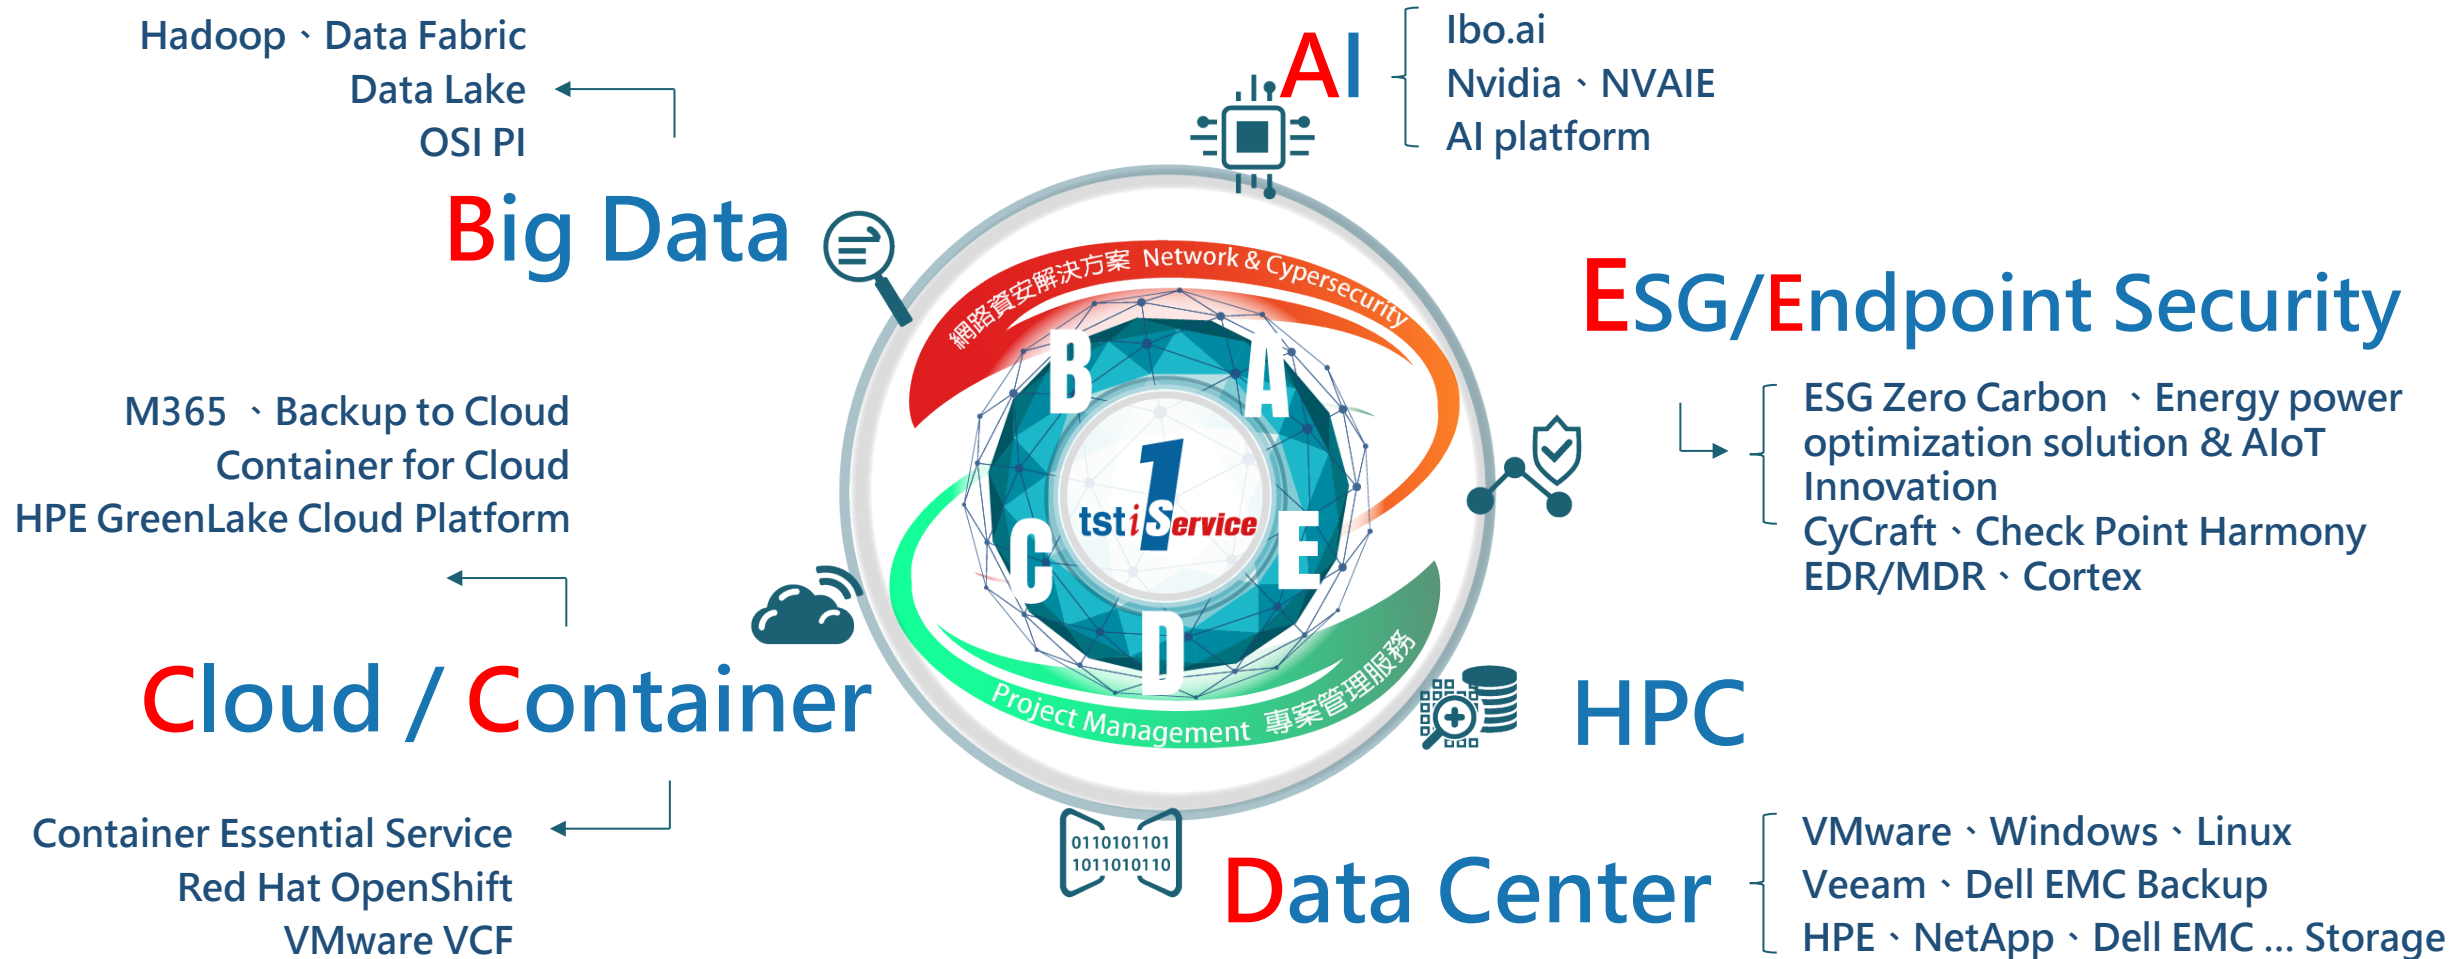 Hadoop、Data Fabric
Data Lake
OSI PI
Big Data
AI
Ibo.ai
Nvidia、NVAIE
AI platform
ESG/Endpoint Security
ESG Zero Carbon 、Energy power
optimization solution & AIoT
Innovation
CyCraft、Check Point Harmony
EDR/MDR、Cortex
M365 、Backup to Cloud
Container for Cloud
HPE GreenLake Cloud Platform
Cloud / Container
Container Essential Service
Red Hat OpenShift
VMware VCF
網路資安解決方案 Network & Cypersecurity
B
A
C
E
D
tsti Service
1
Project Management 專案管理服務
HPC
0110101101
1011010110
Data Center
VMware、Windows、Linux
Veeam、Dell EMC Backup
HPE、NetApp、Dell EMC ... Storage